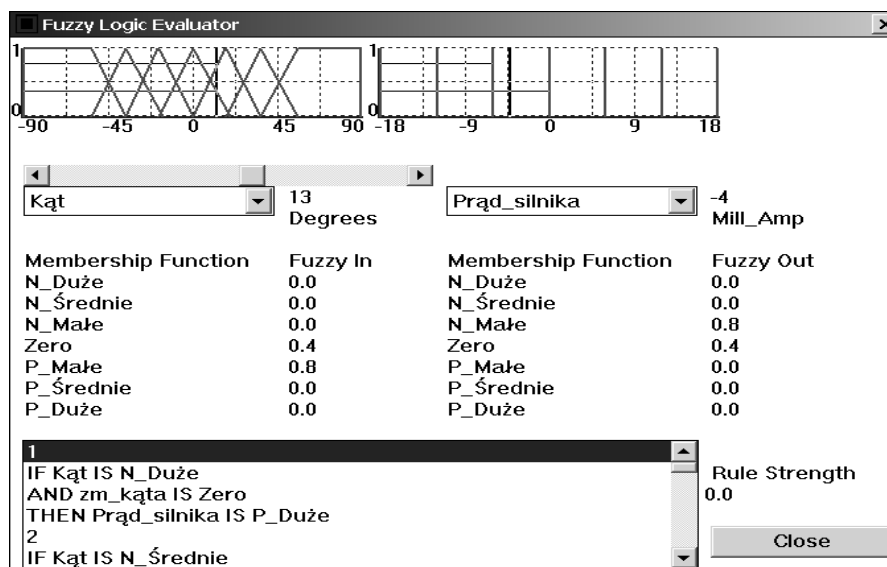 Fuzzy Logic Evaluator
1 1
0 0
-90 -45 0 45 90 -18 -9 0 9 18
Kąt 13 Prąd_silnika -4
Degrees Mill_Amp
Membership Function Fuzzy In Membership Function Fuzzy Out
N_Duże 0.0 N_Duże 0.0
N_Średnie 0.0 N_Średnie 0.0
N_Małe 0.0 N_Małe 0.8
Zero 0.4 Zero 0.4
P_Małe 0.8 P_Małe 0.0
P_Średnie 0.0 P_Średnie 0.0
P_Duże 0.0 P_Duże 0.0
1
IF Kąt IS N_Duże Rule Strength
AND zm_kąta IS Zero 0.0
THEN Prąd_silnika IS P_Duże
2 Close
IF Kąt IS N_Średnie